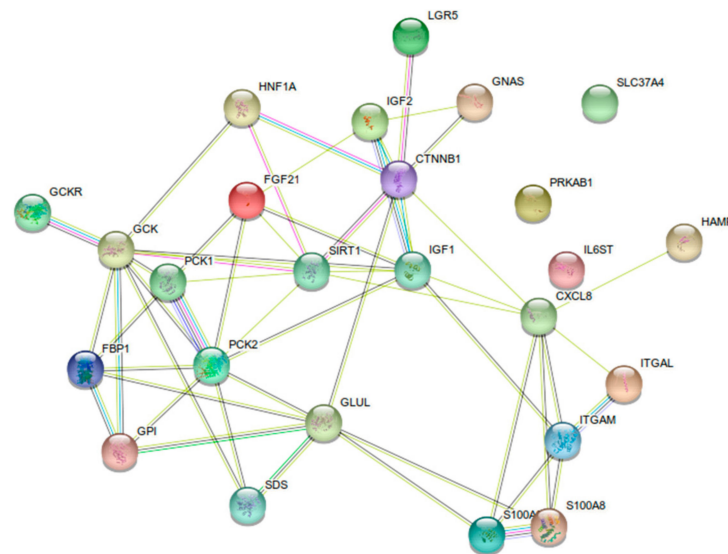 LGR5
GNAS
SLC37A4
HNF1A
IGF2
CTNNB1
PRKAB1
FGF21
HAM
GCKR
GCK
IL6ST
SIRT1
IGF1
PCK1
CXCL8
FBP1
PCK2
ITGAL
GLUL
ITGAM
GPI
SDS
S100A
S100A8